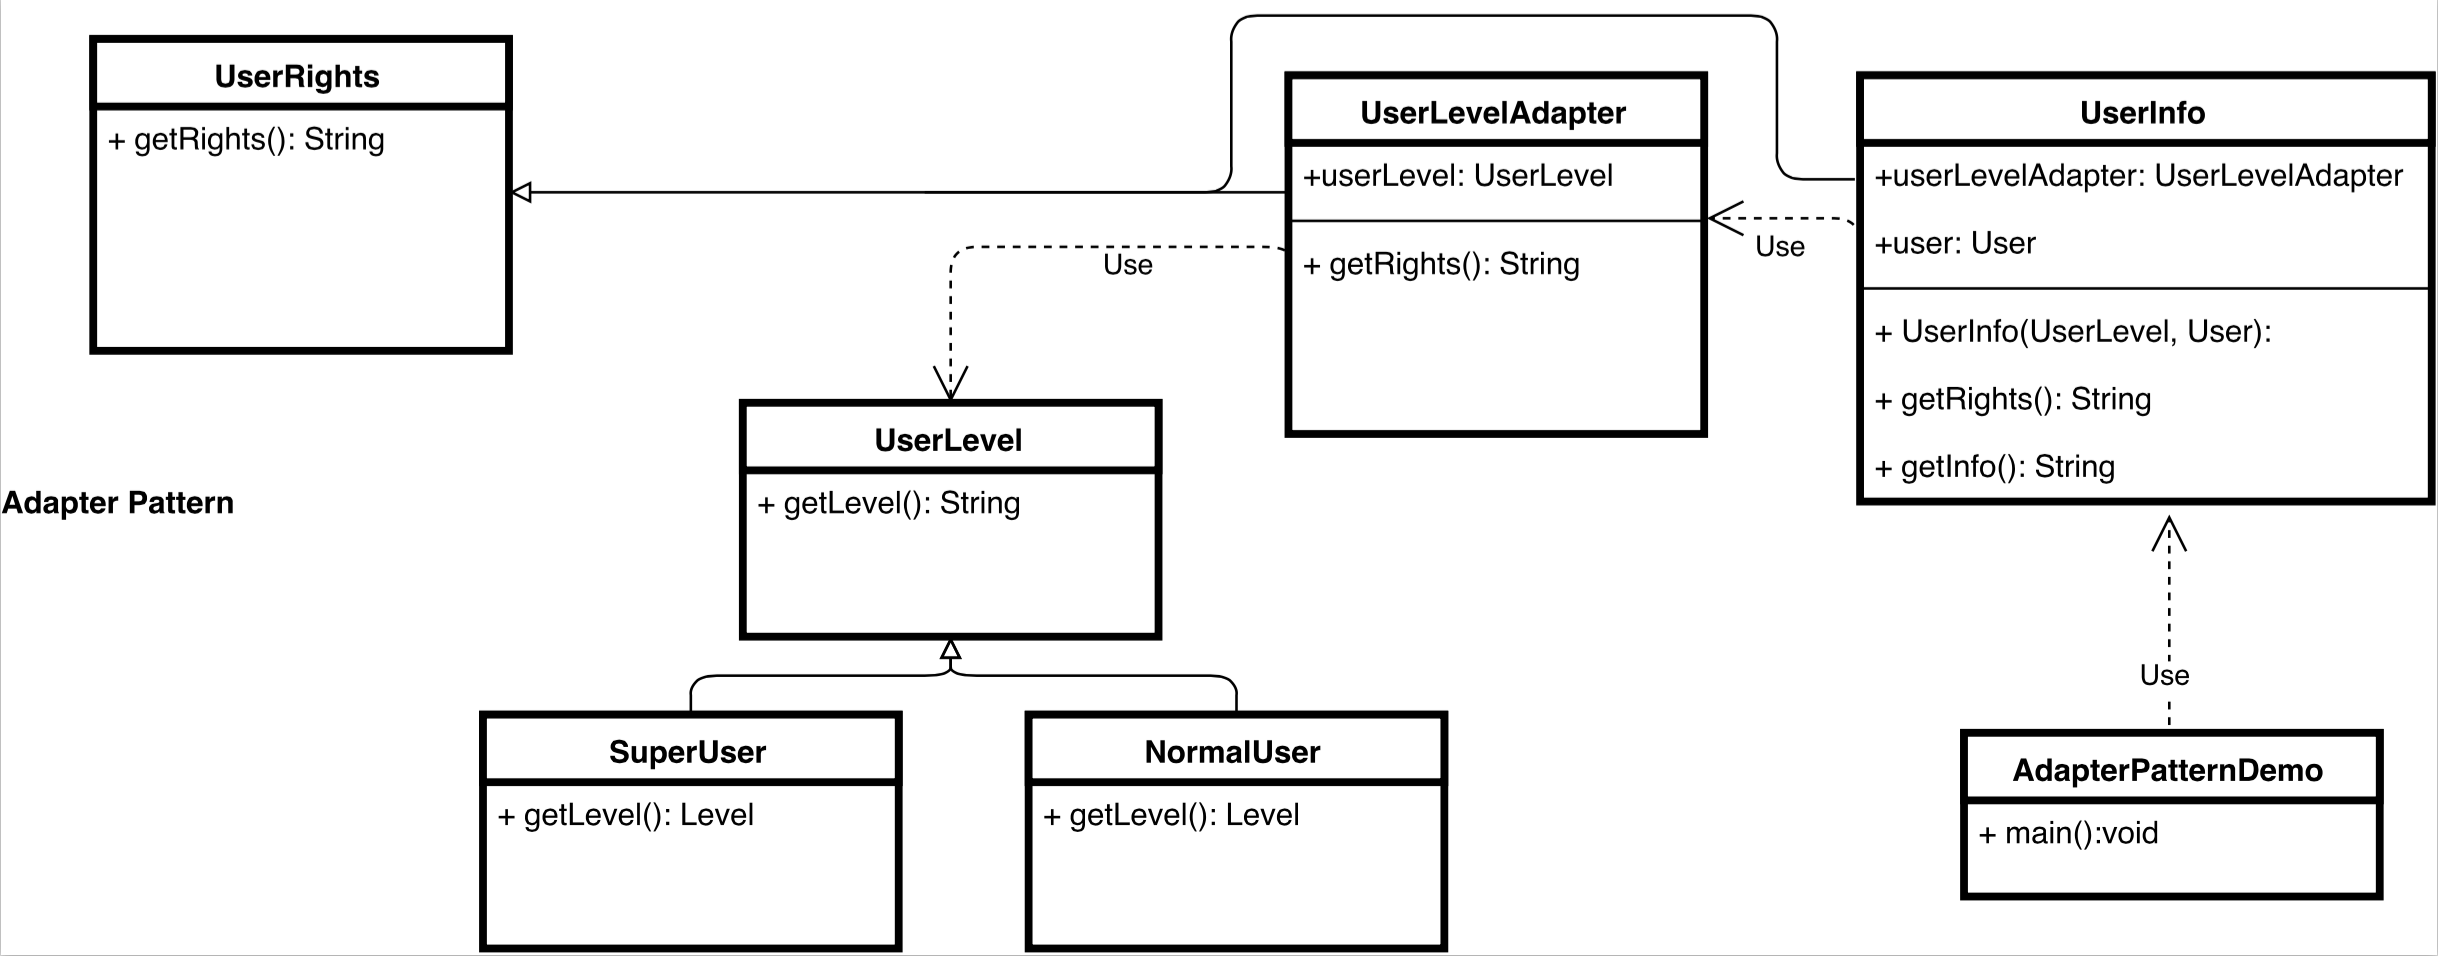 UserRights
+ getRights(): String
UserLevelAdapter
+userLevel: UserLevel
+ getRights(): String
UserInfo
+userLevelAdapter: UserLevelAdapter
+user: User
+ UserInfo(UserLevel, User):
+ getRights(): String
+ getInfo(): String
Use
Use
UserLevel
+ getLevel(): String
Adapter Pattern
Use
SuperUser
+ getLevel(): Level
NormalUser
+ getLevel(): Level
AdapterPatternDemo
+ main():void